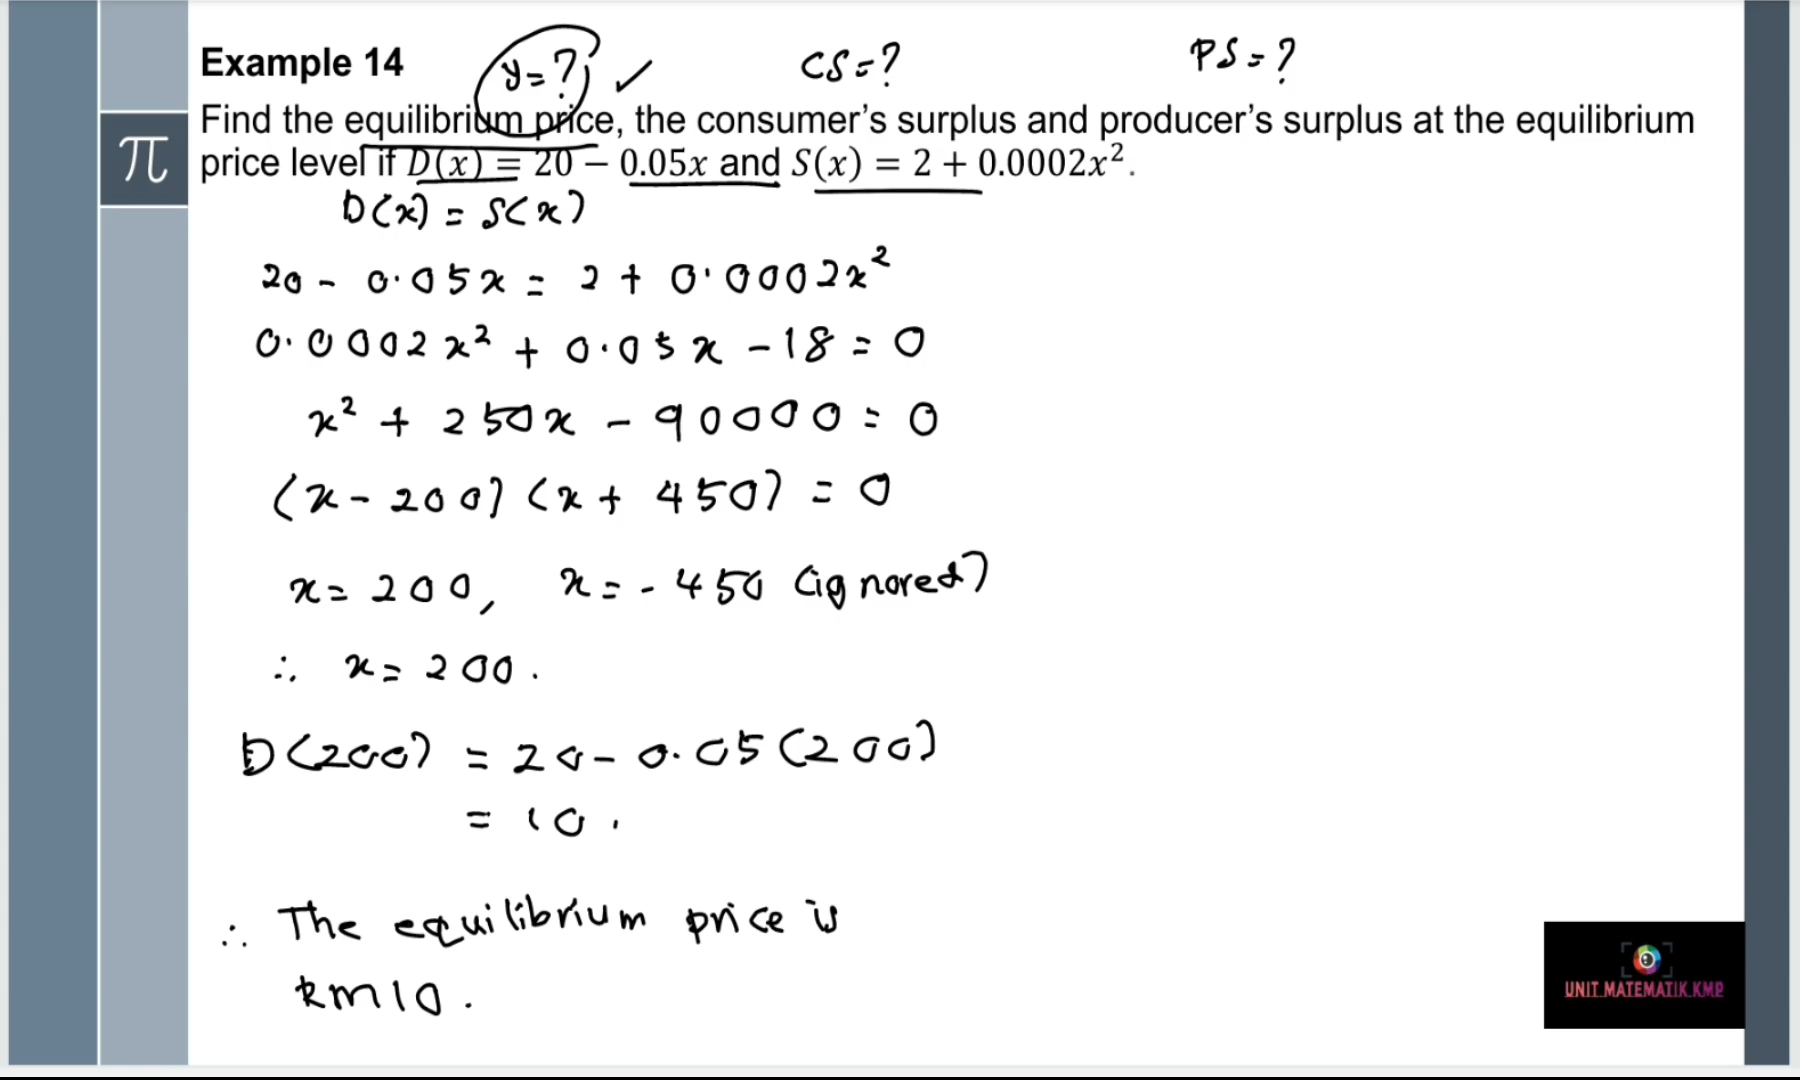 Example 14
y=?
CS=?
PS=?
Find the equilibrium price, the consumer's surplus and producer's surplus at the equilibrium
π
price level if D(x) = 20 − 0.05x and S(x) = 2 + 0.0002x².
D(x) = S(x)
20 - 0.05x = 2 + 0.0002x²
0.0002x² + 0.05x - 18 = 0
x² + 250x - 90000 = 0
(x - 200)(x + 450) = 0
x = 200, x = -450 (ignored)
∴ x = 200.
D(200) = 20 - 0.05(200)
= 10.
∴ The equilibrium price is
RM10.
UNIT MATEMATIK KMP